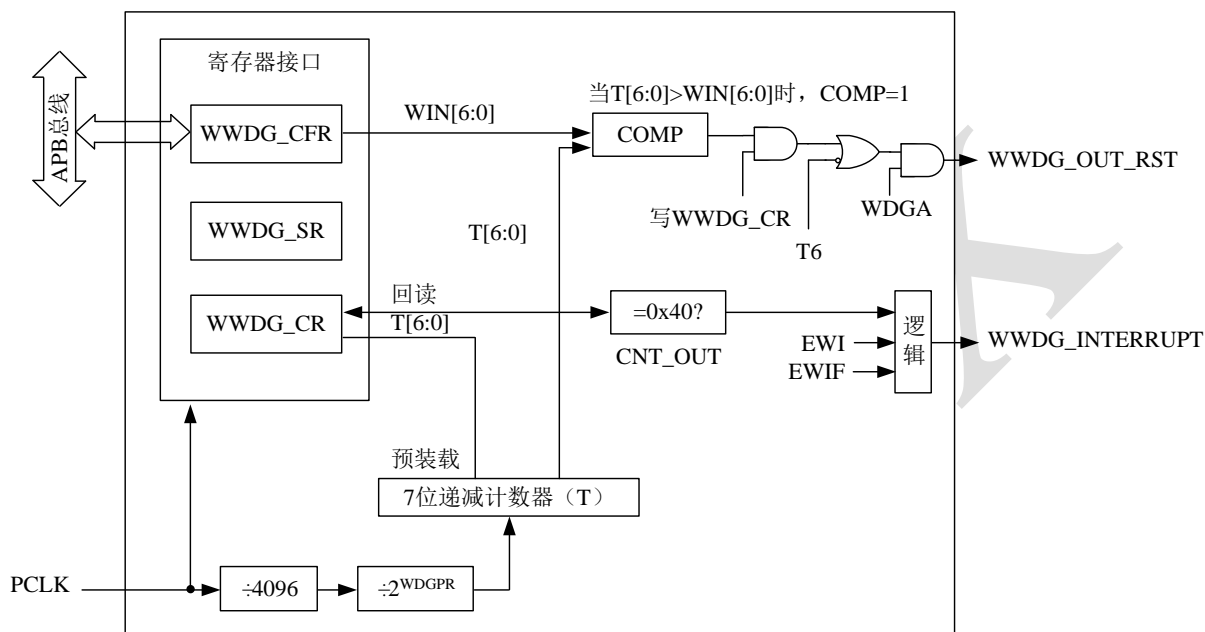 寄存器接口
APB总线
WWDG_CFR
WIN[6:0]
当T[6:0]>WIN[6:0]时，COMP=1
COMP
WWDG_OUT_RST
写WWDG_CR
WDGA
T6
WWDG_SR
T[6:0]
WWDG_CR
回读
T[6:0]
=0x40?
CNT_OUT
EWI
EWIF
逻辑
WWDG_INTERRUPT
预装载
7位递减计数器（T）
PCLK
÷4096
÷2^WDGPR